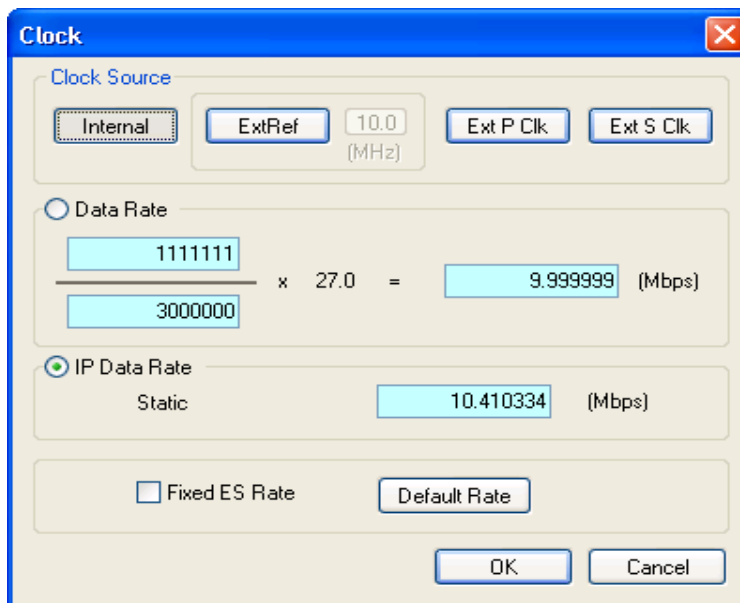 Clock
Clock Source
Internal ExtRef 10.0 Ext P Clk Ext S Clk
(MHz)
Data Rate
1111111
x 27.0 = 9.999999 (Mbps)
3000000
IP Data Rate
Static 10.410334 (Mbps)
Fixed ES Rate Default Rate
OK Cancel